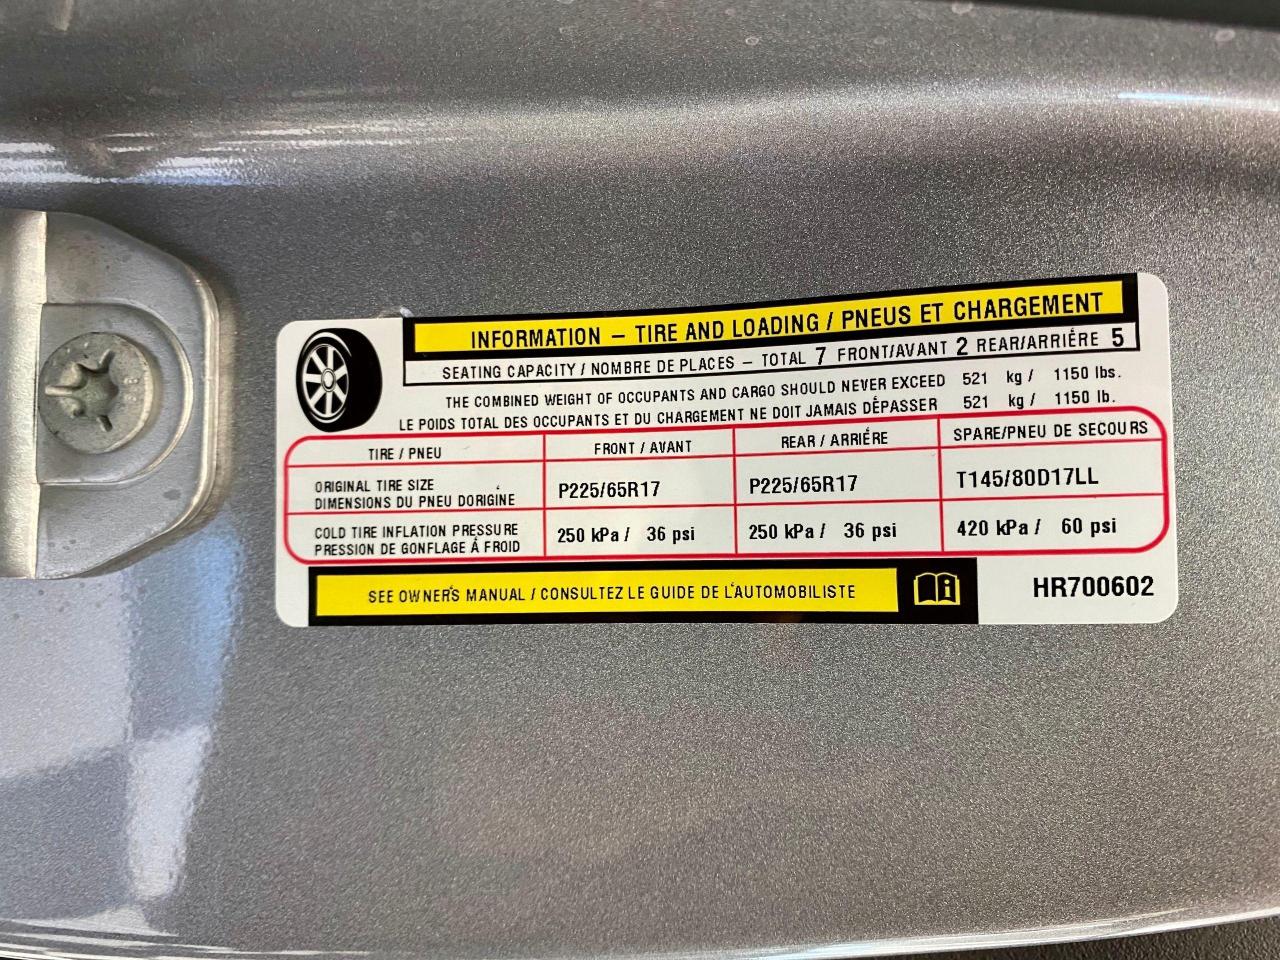 INFORMATION – TIRE AND LOADING / PNEUS ET CHARGEMENT
SEATING CAPACITY / NOMBRE DE PLACES – TOTAL 7 FRONT/AVANT 2 REAR/ARRIÉRE 5
THE COMBINED WEIGHT OF OCCUPANTS AND CARGO SHOULD NEVER EXCEED 521 kg / 1150 lbs.
LE POIDS TOTAL DES OCCUPANTS ET DU CHARGEMENT NE DOIT JAMAIS DÉPASSER 521 kg / 1150 lb.
TIRE / PNEU FRONT / AVANT REAR / ARRIÉRE SPARE/PNEU DE SECOURS
ORIGINAL TIRE SIZE
DIMENSIONS DU PNEU DORIGINE P225/65R17 P225/65R17 T145/80D17LL
COLD TIRE INFLATION PRESSURE
PRESSION DE GONFLAGE À FROID 250 kPa / 36 psi 250 kPa / 36 psi 420 kPa / 60 psi
SEE OWNER'S MANUAL / CONSULTEZ LE GUIDE DE L'AUTOMOBILISTE HR700602